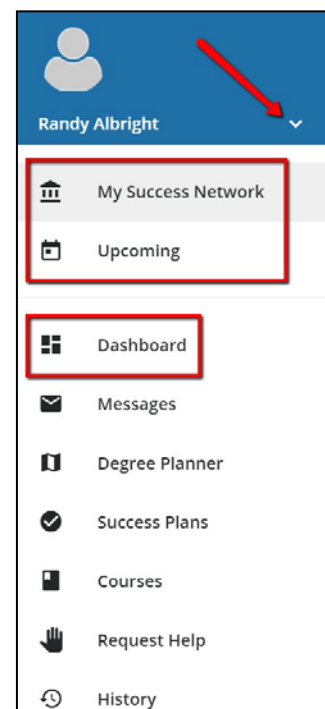 Randy Albright
My Success Network
Upcoming
Dashboard
Messages
Degree Planner
Success Plans
Courses
Request Help
History